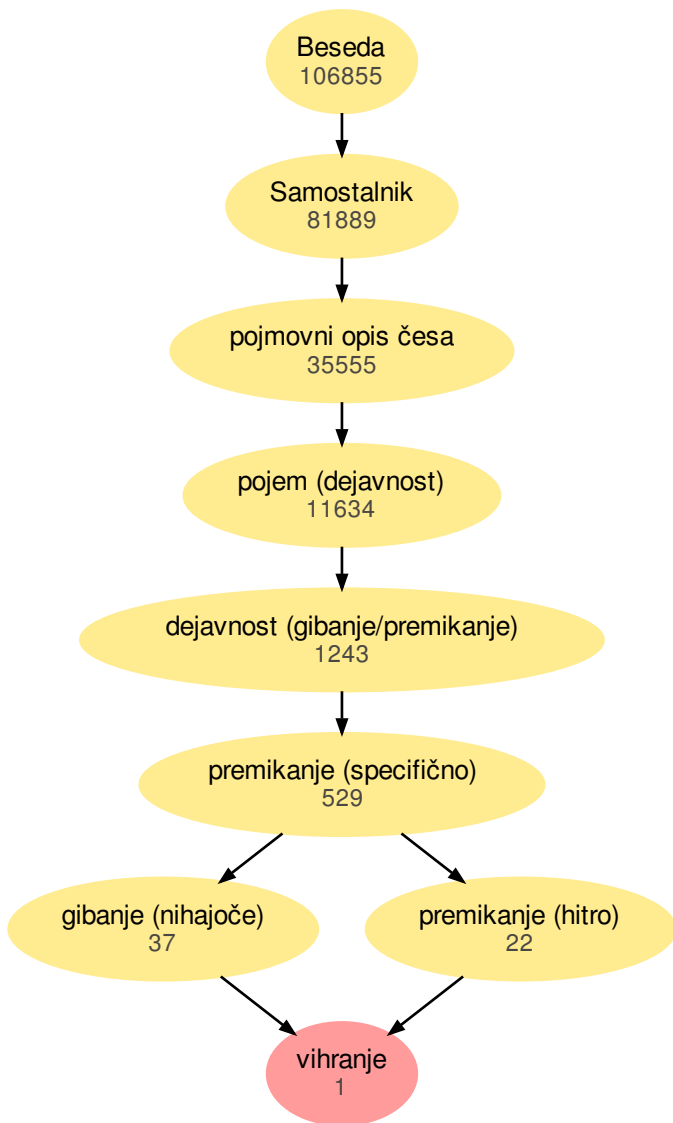 Beseda
106855
Samostalnik
81889
pojmovni opis česa
35555
pojem (dejavnost)
11634
dejavnost (gibanje/premikanje)
1243
premikanje (specifično)
529
gibanje (nihajoče)
37
premikanje (hitro)
22
vihranje
1